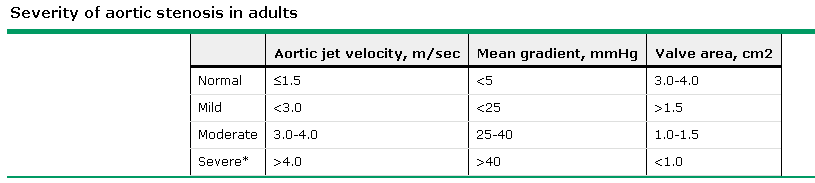 Severity of aortic stenosis in adults
Aortic jet velocity, m/sec Mean gradient, mmHg Valve area, cm2
Normal ≤1.5 <5 3.0-4.0
Mild <3.0 <25 >1.5
Moderate 3.0-4.0 25-40 1.0-1.5
Severe* >4.0 >40 <1.0